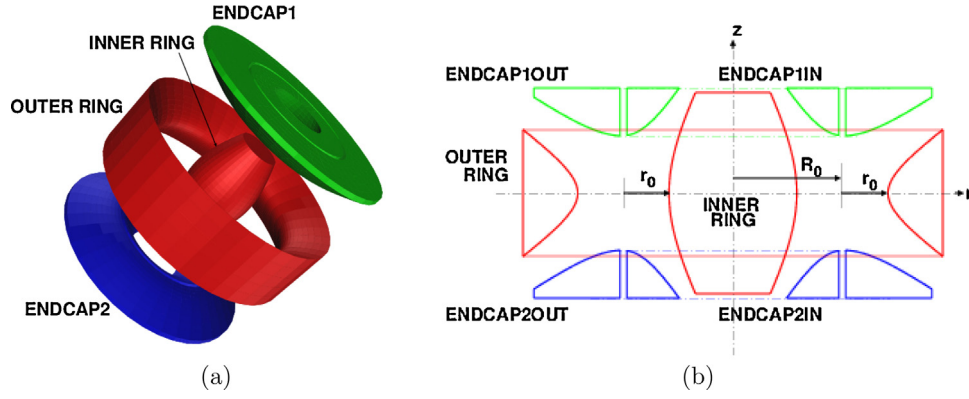 ENDCAP1
INNER RING
OUTER RING
ENDCAP2
(a)
z
ENDCAP1OUT
ENDCAP1IN
OUTER
RING
r0
R0
r0
r
INNER
RING
ENDCAP2OUT
ENDCAP2IN
(b)